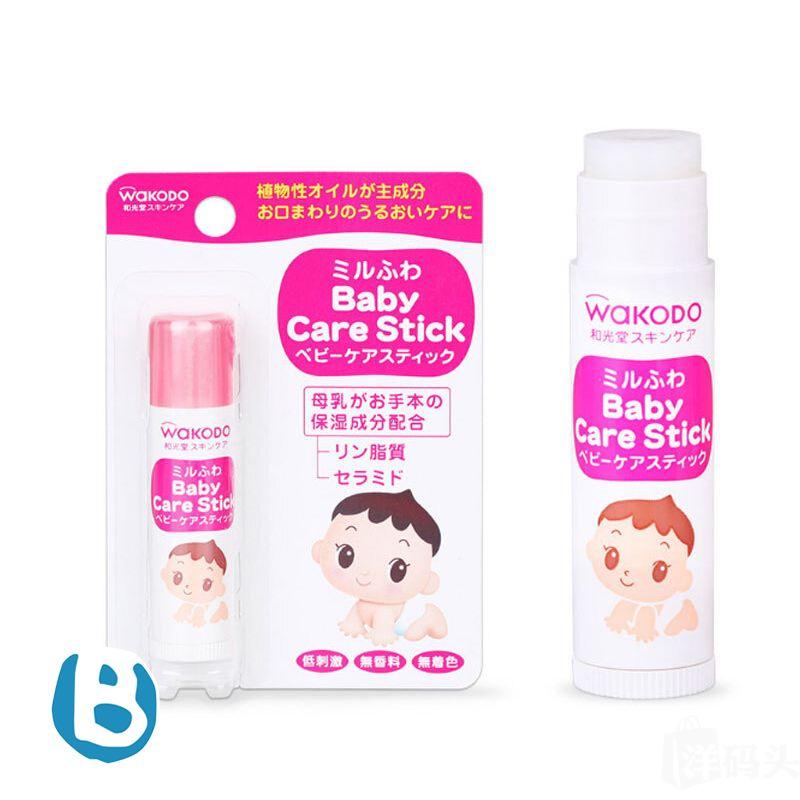 WAKODO
和光堂スキンケア
植物性オイルが主成分
お口まわりのうるおいケアに
ミルふわ
Baby
Care Stick
ベビーケアスティック
母乳がお手本の
保湿成分配合
リン脂質
セラミド
低刺激 無香料 無着色
WAKODO
和光堂スキンケア
ミルふわ
Baby
Care Stick
ベビーケアスティック
WAKODO
和光堂スキンケア
ミルふわ
Baby
Care Stick
ベビーケアスティック
B
洋码头